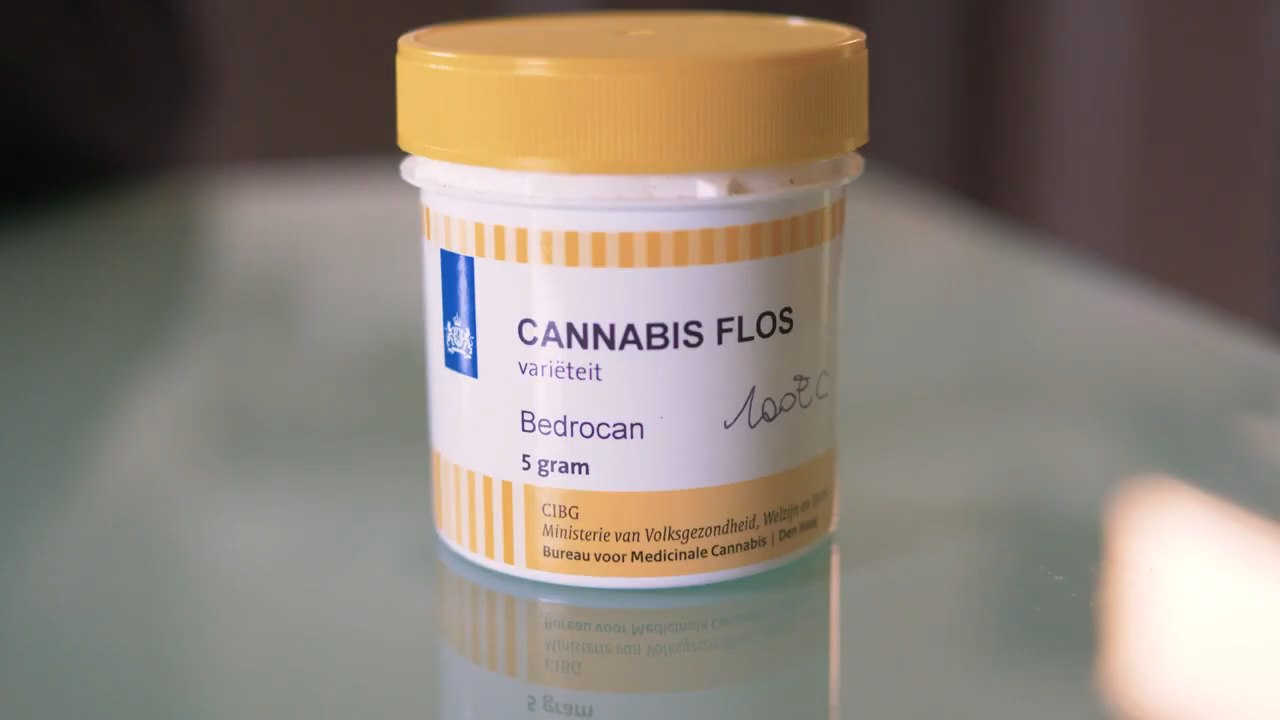 CANNABIS FLOS
variëteit
Bedrocan
5 gram
CIBG
Ministerie van Volksgezondheid, Welzijn en
Bureau voor Medicinale Cannabis | Den Haag